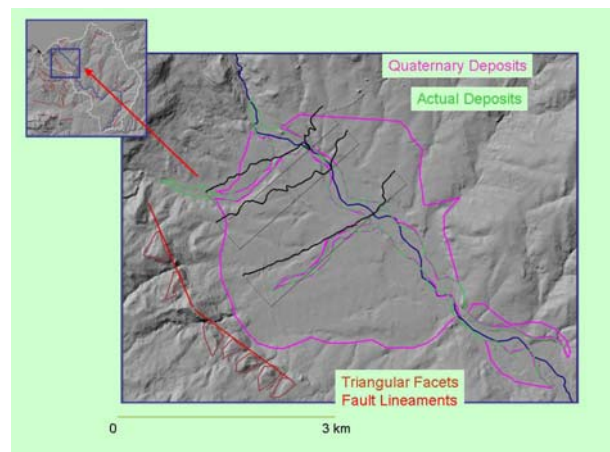 Quaternary Deposits
Actual Deposits
Triangular Facets
Fault Lineaments
0 3 km